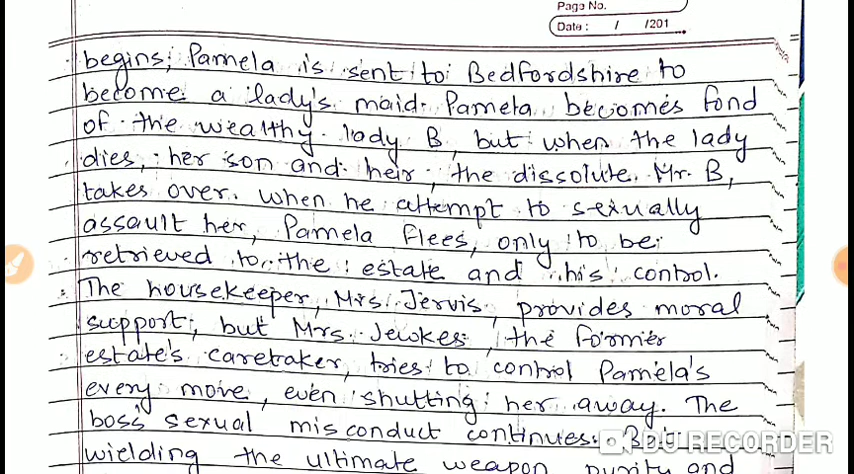 Page No.
Date : / /201
begins, Pamela is sent to Bedfordshire to
become a lady's maid. Pamela becomes fond
of the wealthy lady B, but when the lady
dies, her son and heir, the dissolute Mr. B,
takes over. When he attempt to sexually
assault her, Pamela flees, only to be
retrieved to the estate and his control.
The housekeeper, Mrs Jervis, provides moral
support, but Mrs. Jewkes, the former
estate's caretaker, tries to control Pamela's
every move, even shutting her away. The
boss's sexual misconduct continues. But
DU RECORDER
wielding the ultimate weapon purity and